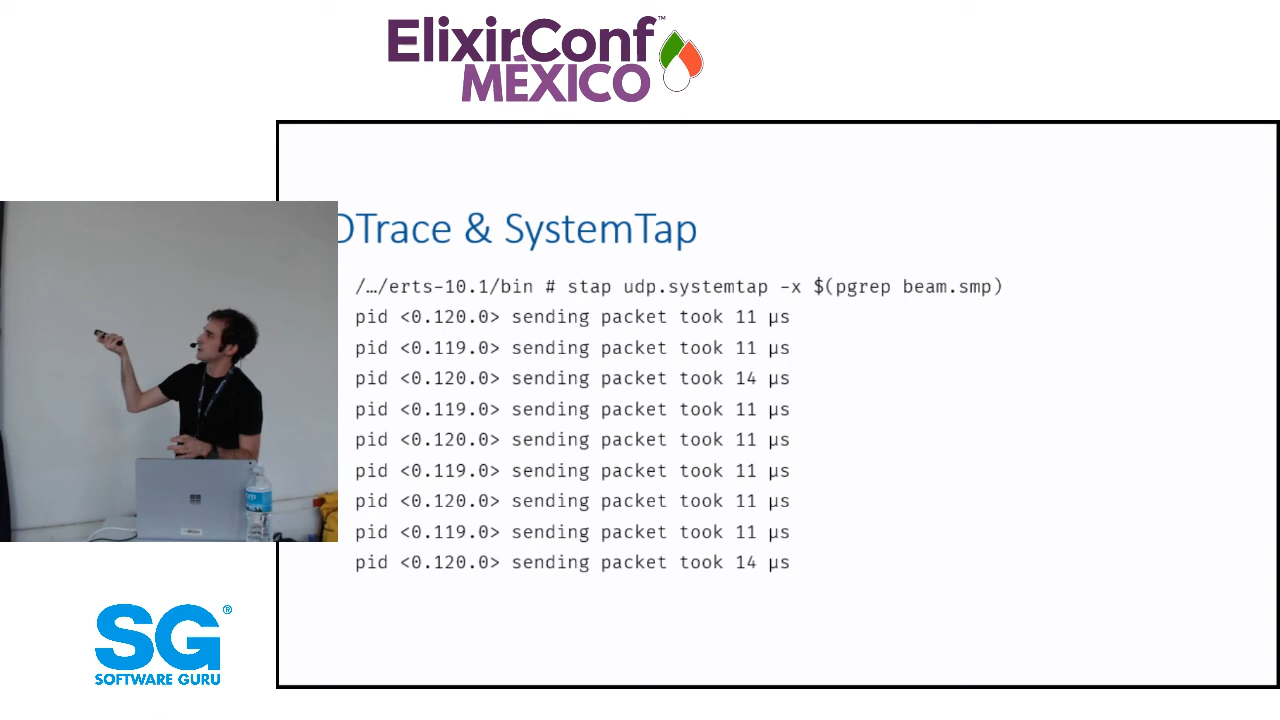 ElixirConf™
MÉXICO
DTrace & SystemTap
/…/erts-10.1/bin # stap udp.systemtap -x $(pgrep beam.smp)
pid <0.120.0> sending packet took 11 µs
pid <0.119.0> sending packet took 11 µs
pid <0.120.0> sending packet took 14 µs
pid <0.119.0> sending packet took 11 µs
pid <0.120.0> sending packet took 11 µs
pid <0.119.0> sending packet took 11 µs
pid <0.120.0> sending packet took 11 µs
pid <0.119.0> sending packet took 11 µs
pid <0.120.0> sending packet took 14 µs
SG®
SOFTWARE GURU